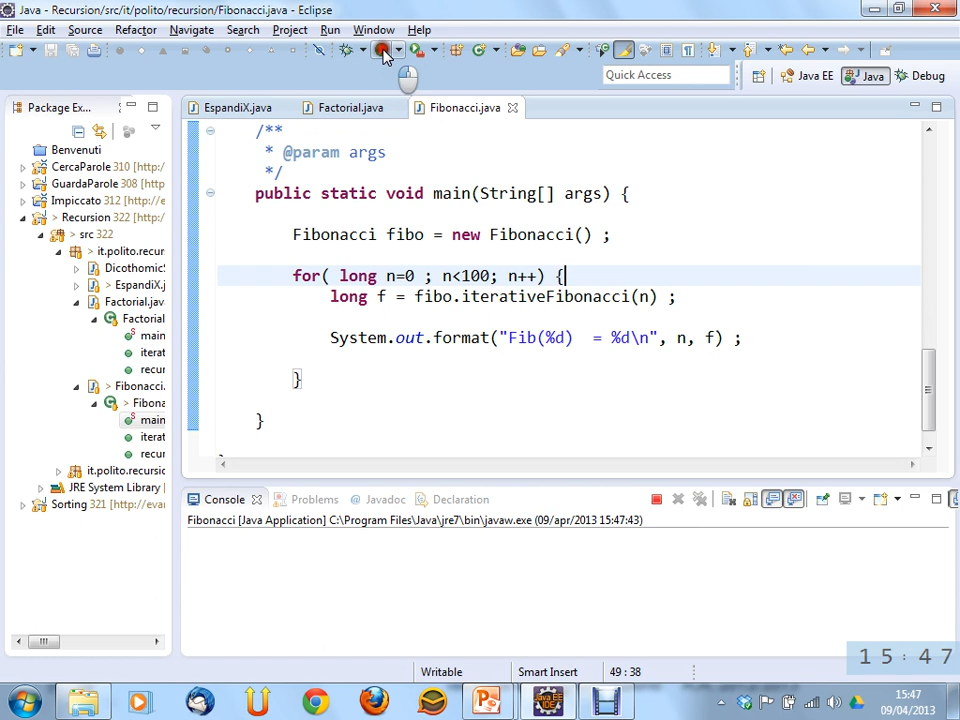 Java - Recursion/src/it/polito/recursion/Fibonacci.java - Eclipse
File Edit Source Refactor Navigate Search Project Run Window Help
Quick Access
Java EE Java Debug
Package Ex...
EspandiX.java Factorial.java Fibonacci.java
Benvenuti
CercaParole 310 [http:/
GuardaParole 308 [http
Impiccato 312 [http://e
> Recursion 322 [http:/
> src 322
> it.polito.recur
Dicothomic
> EspandiX.j
Factorial.jav
Factorial
main
iterat
recur
> Fibonacci.
> Fibona
main
iterat
recur
it.polito.recursic
JRE System Library [
Sorting 321 [http://evar
/**
* @param args
*/
public static void main(String[] args) {
Fibonacci fibo = new Fibonacci() ;
for( long n=0 ; n<100; n++) {
long f = fibo.iterativeFibonacci(n) ;
System.out.format("Fib(%d)  = %d\n", n, f) ;
}
}
Console Problems @ Javadoc Declaration
Fibonacci [Java Application] C:\Program Files\Java\jre7\bin\javaw.exe (09/apr/2013 15:47:43)
Writable Smart Insert 49 : 38
15:47
15:47
09/04/2013